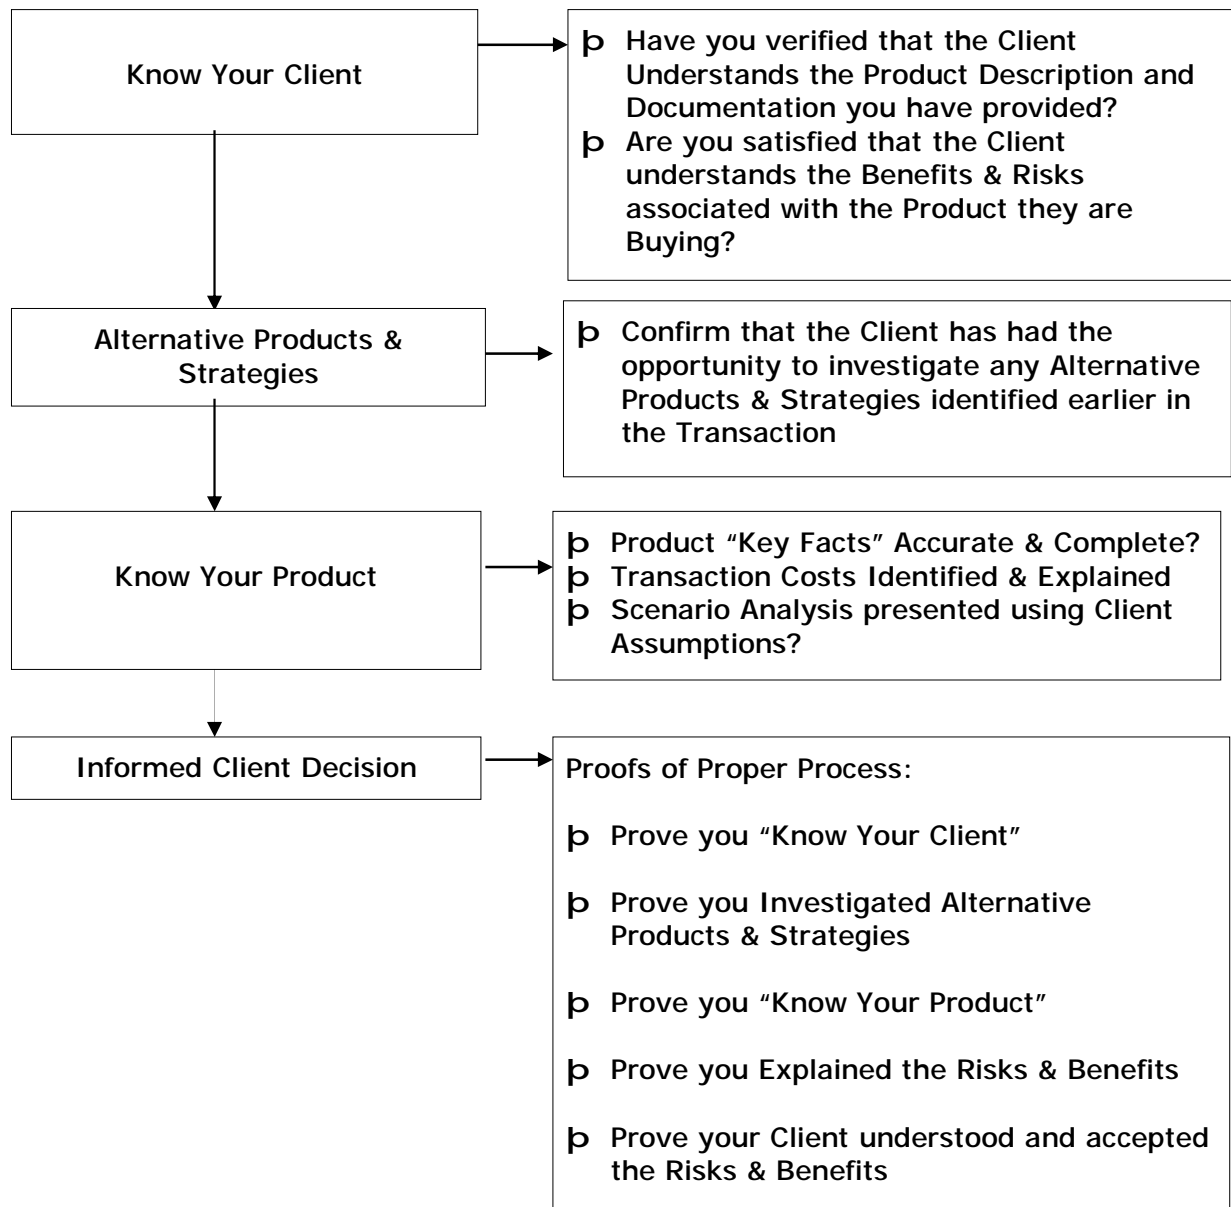 Know Your Client
þ Have you verified that the Client
Understands the Product Description and
Documentation you have provided?
þ Are you satisfied that the Client
understands the Benefits & Risks
associated with the Product they are
Buying?
Alternative Products &
Strategies
þ Confirm that the Client has had the
opportunity to investigate any Alternative
Products & Strategies identified earlier in
the Transaction
Know Your Product
þ Product “Key Facts” Accurate & Complete?
þ Transaction Costs Identified & Explained
þ Scenario Analysis presented using Client
Assumptions?
Informed Client Decision
Proofs of Proper Process:
þ Prove you “Know Your Client”
þ Prove you Investigated Alternative
Products & Strategies
þ Prove you “Know Your Product”
þ Prove you Explained the Risks & Benefits
þ Prove your Client understood and accepted
the Risks & Benefits